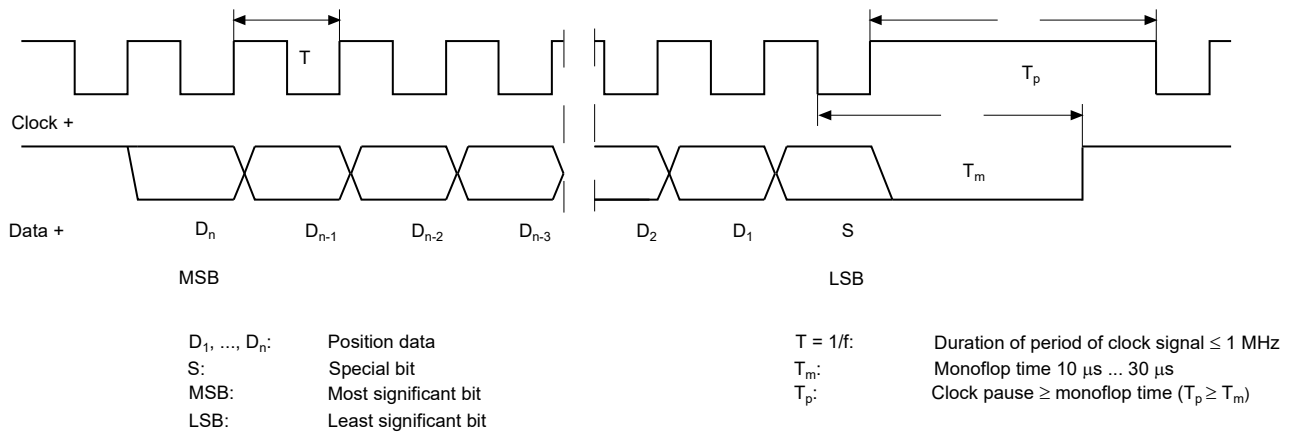 T
T_p
Clock +
T_m
Data +
D_n
D_n-1
D_n-2
D_n-3
D_2
D_1
S
MSB
LSB
D_1, ..., D_n: Position data
S: Special bit
MSB: Most significant bit
LSB: Least significant bit
T = 1/f: Duration of period of clock signal ≤ 1 MHz
T_m: Monoflop time 10 μs ... 30 μs
T_p: Clock pause ≥ monoflop time (T_p ≥ T_m)